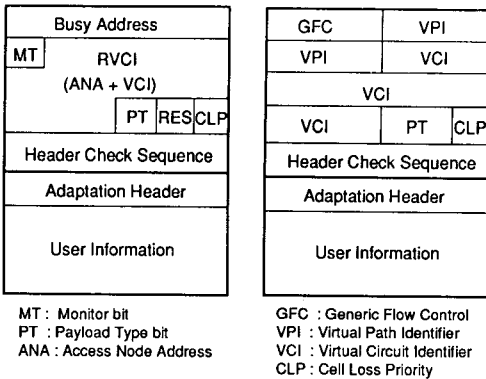 Busy Address
MT
RVCI
(ANA + VCI)
PT RES CLP
Header Check Sequence
Adaptation Header
User Information
MT : Monitor bit
PT : Payload Type bit
ANA : Access Node Address
GFC VPI
VPI VCI
VCI
VCI PT CLP
Header Check Sequence
Adaptation Header
User Information
GFC : Generic Flow Control
VPI : Virtual Path Identifier
VCI : Virtual Circuit Identifier
CLP : Cell Loss Priority